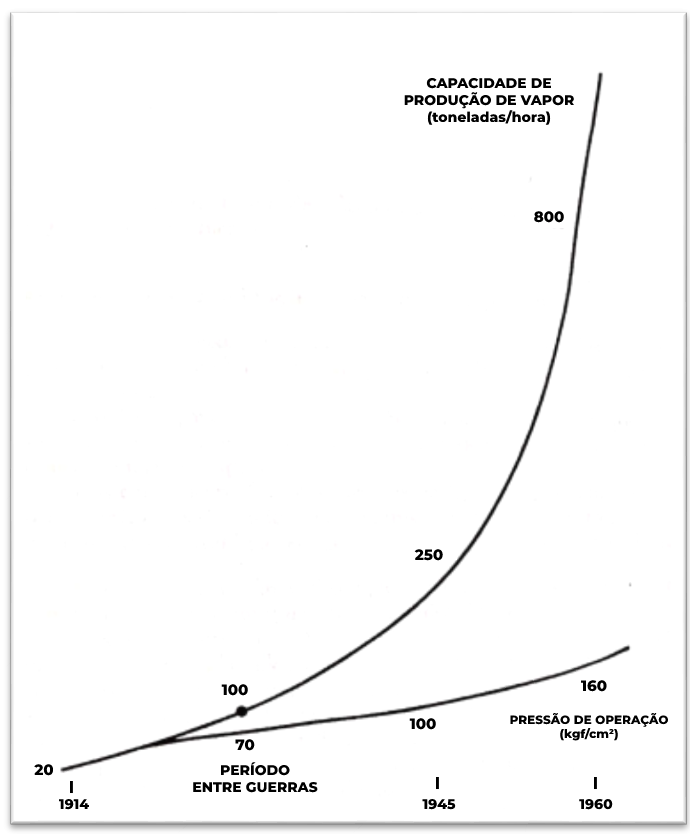 CAPACIDADE DE
PRODUÇÃO DE VAPOR
(toneladas/hora)
800
250
100
160
PRESSÃO DE OPERAÇÃO
(kgf/cm²)
100
70
20
PERÍODO
ENTRE GUERRAS
1914
1945
1960